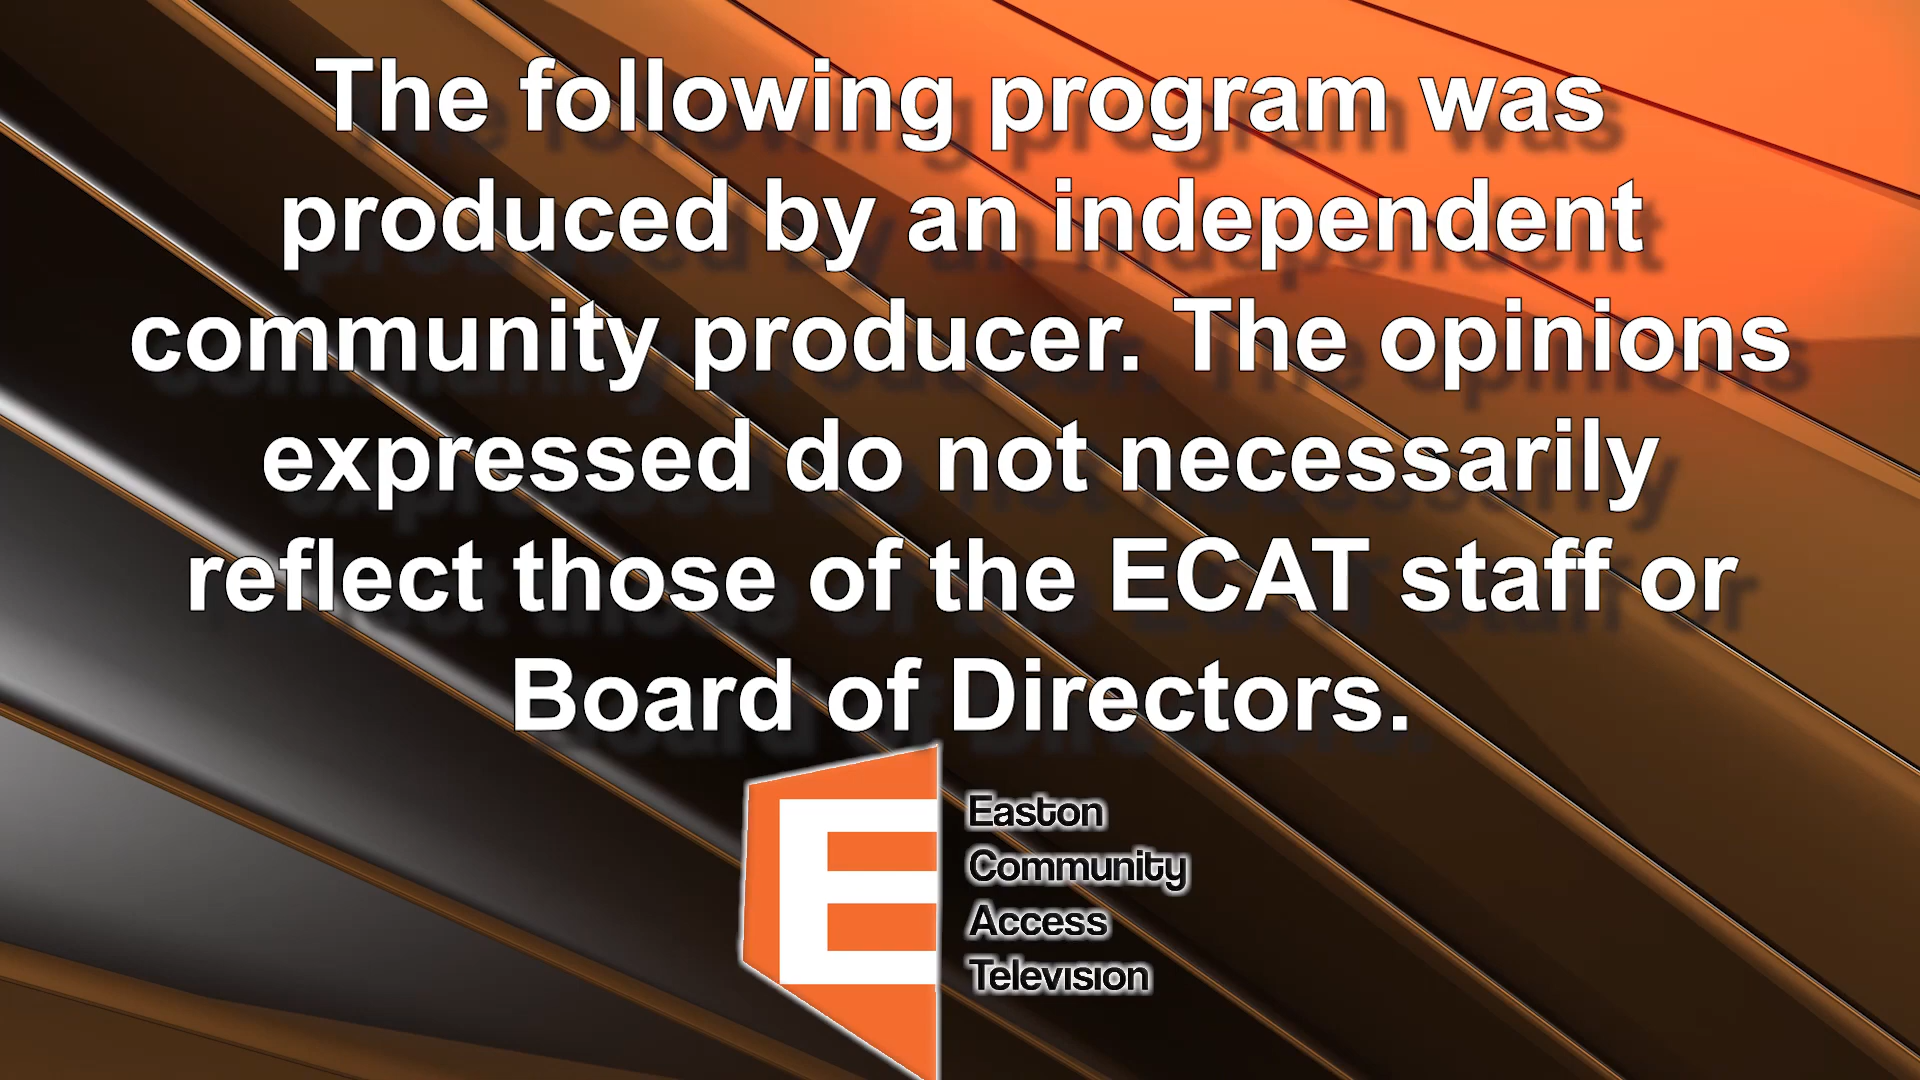 The following program was
produced by an independent
community producer. The opinions
expressed do not necessarily
reflect those of the ECAT staff or
Board of Directors.
E
Easton
Community
Access
Television